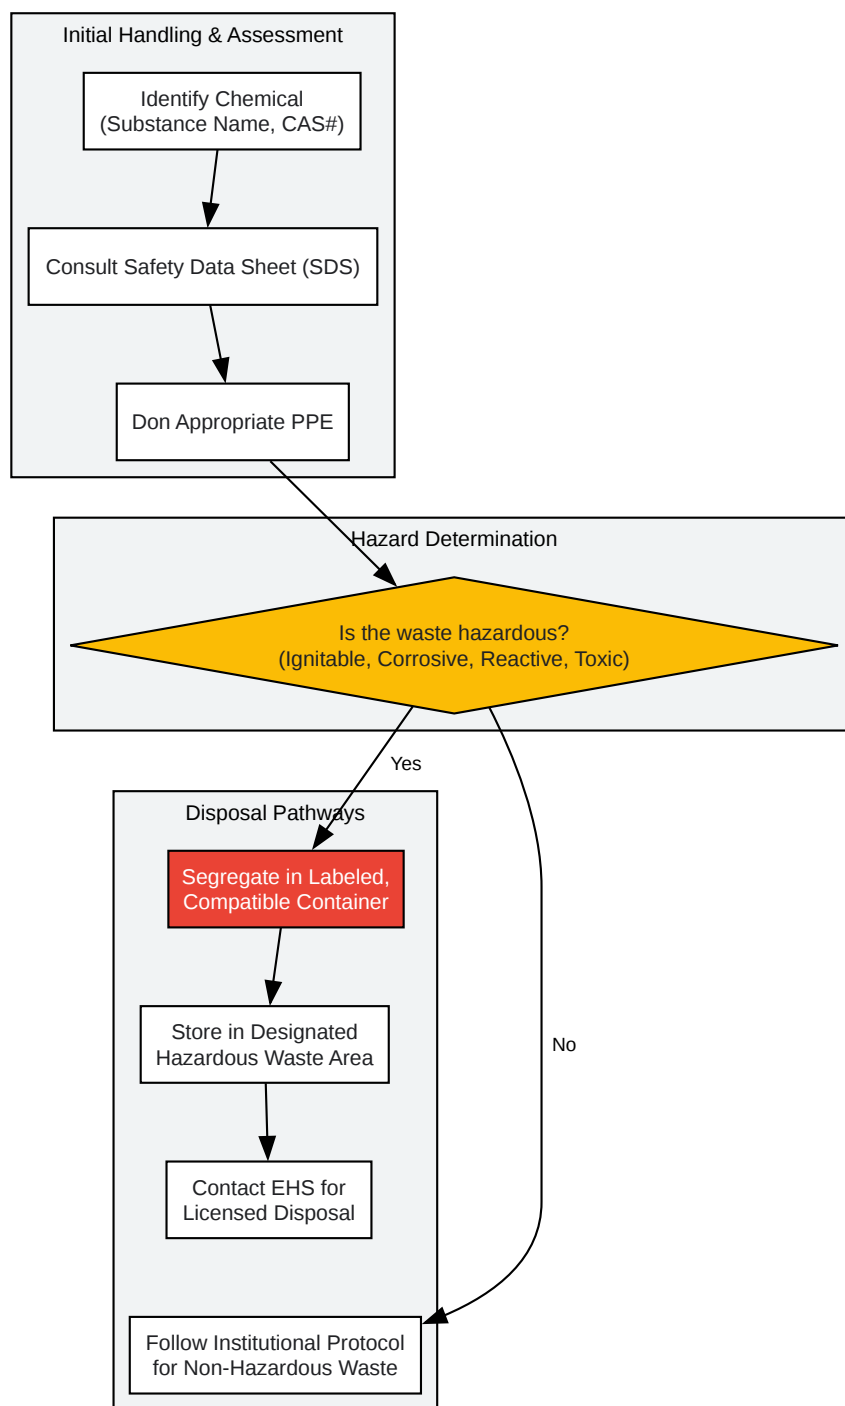 Initial Handling & Assessment
Identify Chemical
(Substance Name, CAS#)
Consult Safety Data Sheet (SDS)
Don Appropriate PPE
Hazard Determination
Is the waste hazardous?
(Ignitable, Corrosive, Reactive, Toxic)
Yes
Disposal Pathways
Segregate in Labeled,
Compatible Container
Store in Designated
Hazardous Waste Area
No
Contact EHS for
Licensed Disposal
Follow Institutional Protocol
for Non-Hazardous Waste